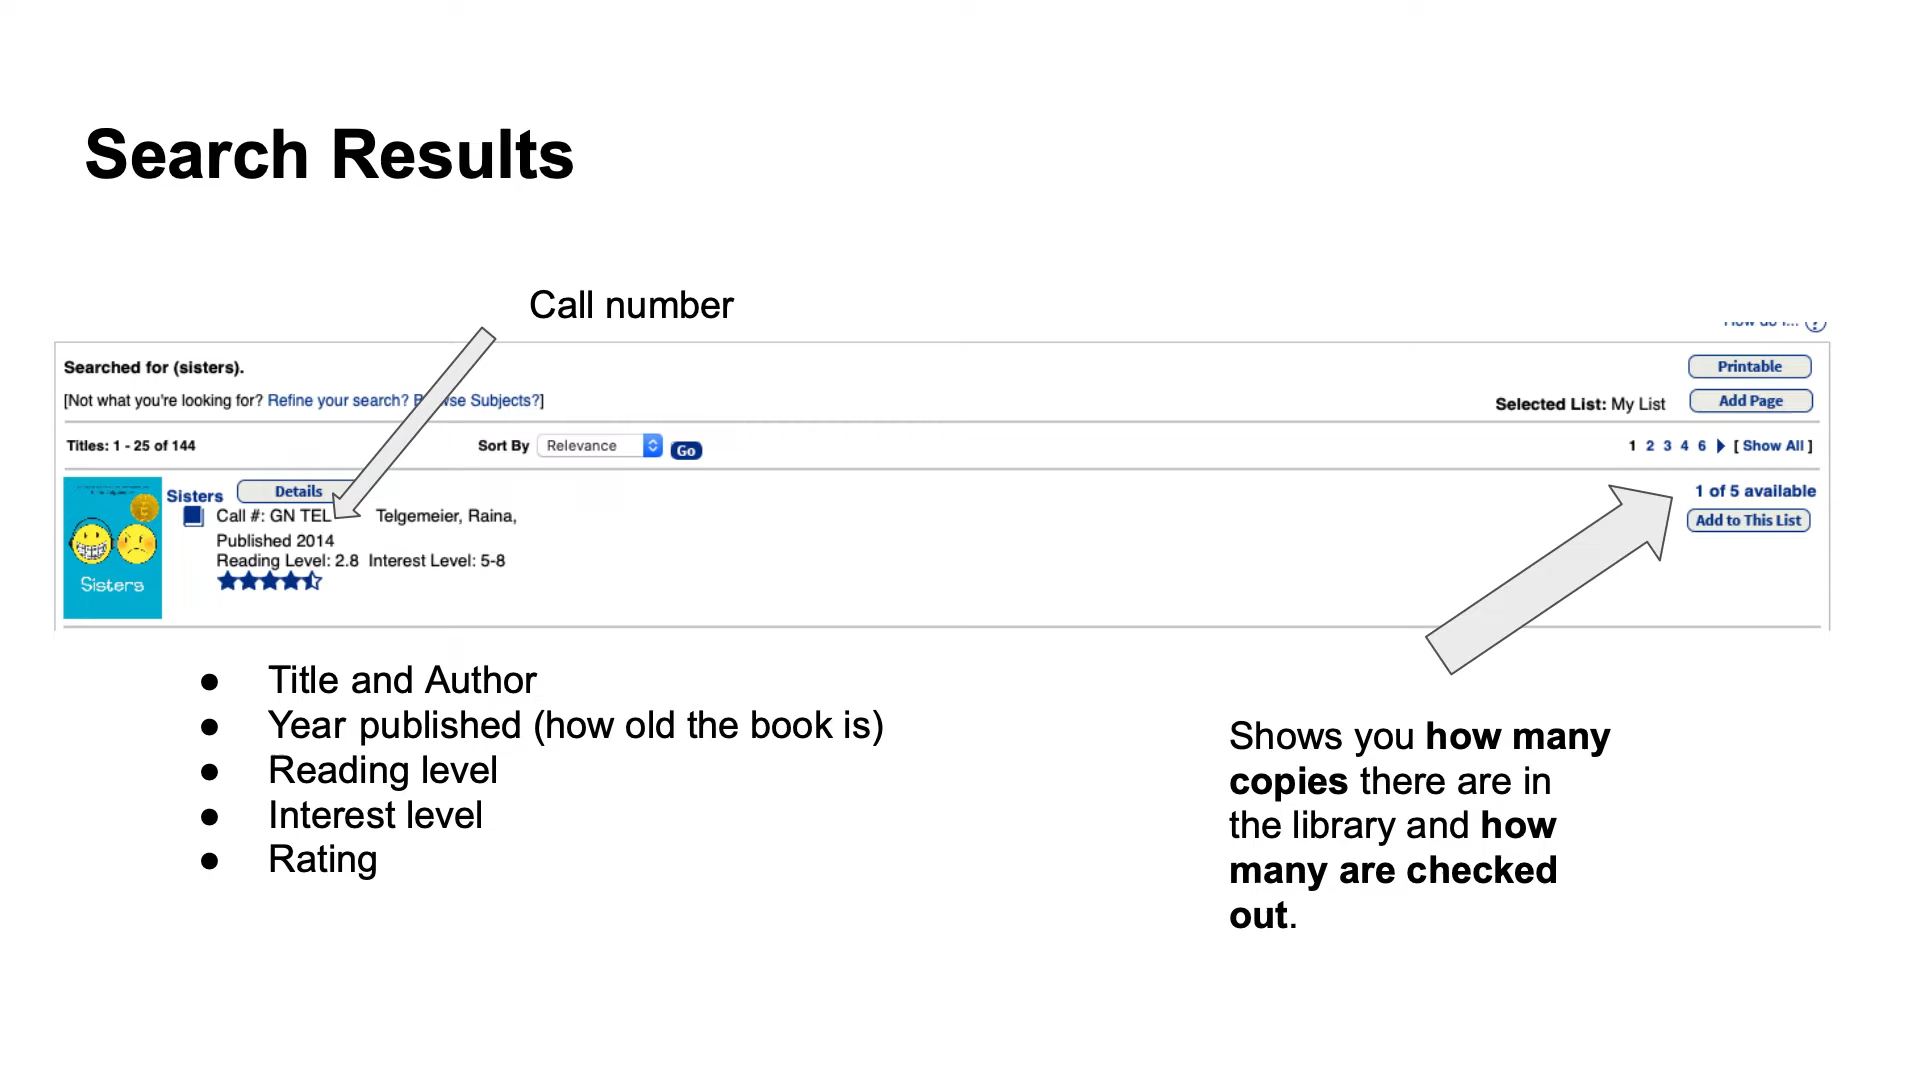 Search Results
Call number
Searched for (sisters).
Printable
[Not what you're looking for? Refine your search? Subjects?]
Selected List: My List
Add Page
Titles: 1 - 25 of 144
Sort By Relevance Go
1 2 3 4 6 [ Show All ]
Sisters Details
1 of 5 available
Call #: GN TEL Telgemeier, Raina,
Add to This List
Published 2014
Reading Level: 2.8 Interest Level: 5-8
Sisters
● Title and Author
● Year published (how old the book is)
● Reading level
● Interest level
● Rating
Shows you how many
copies there are in
the library and how
many are checked
out.